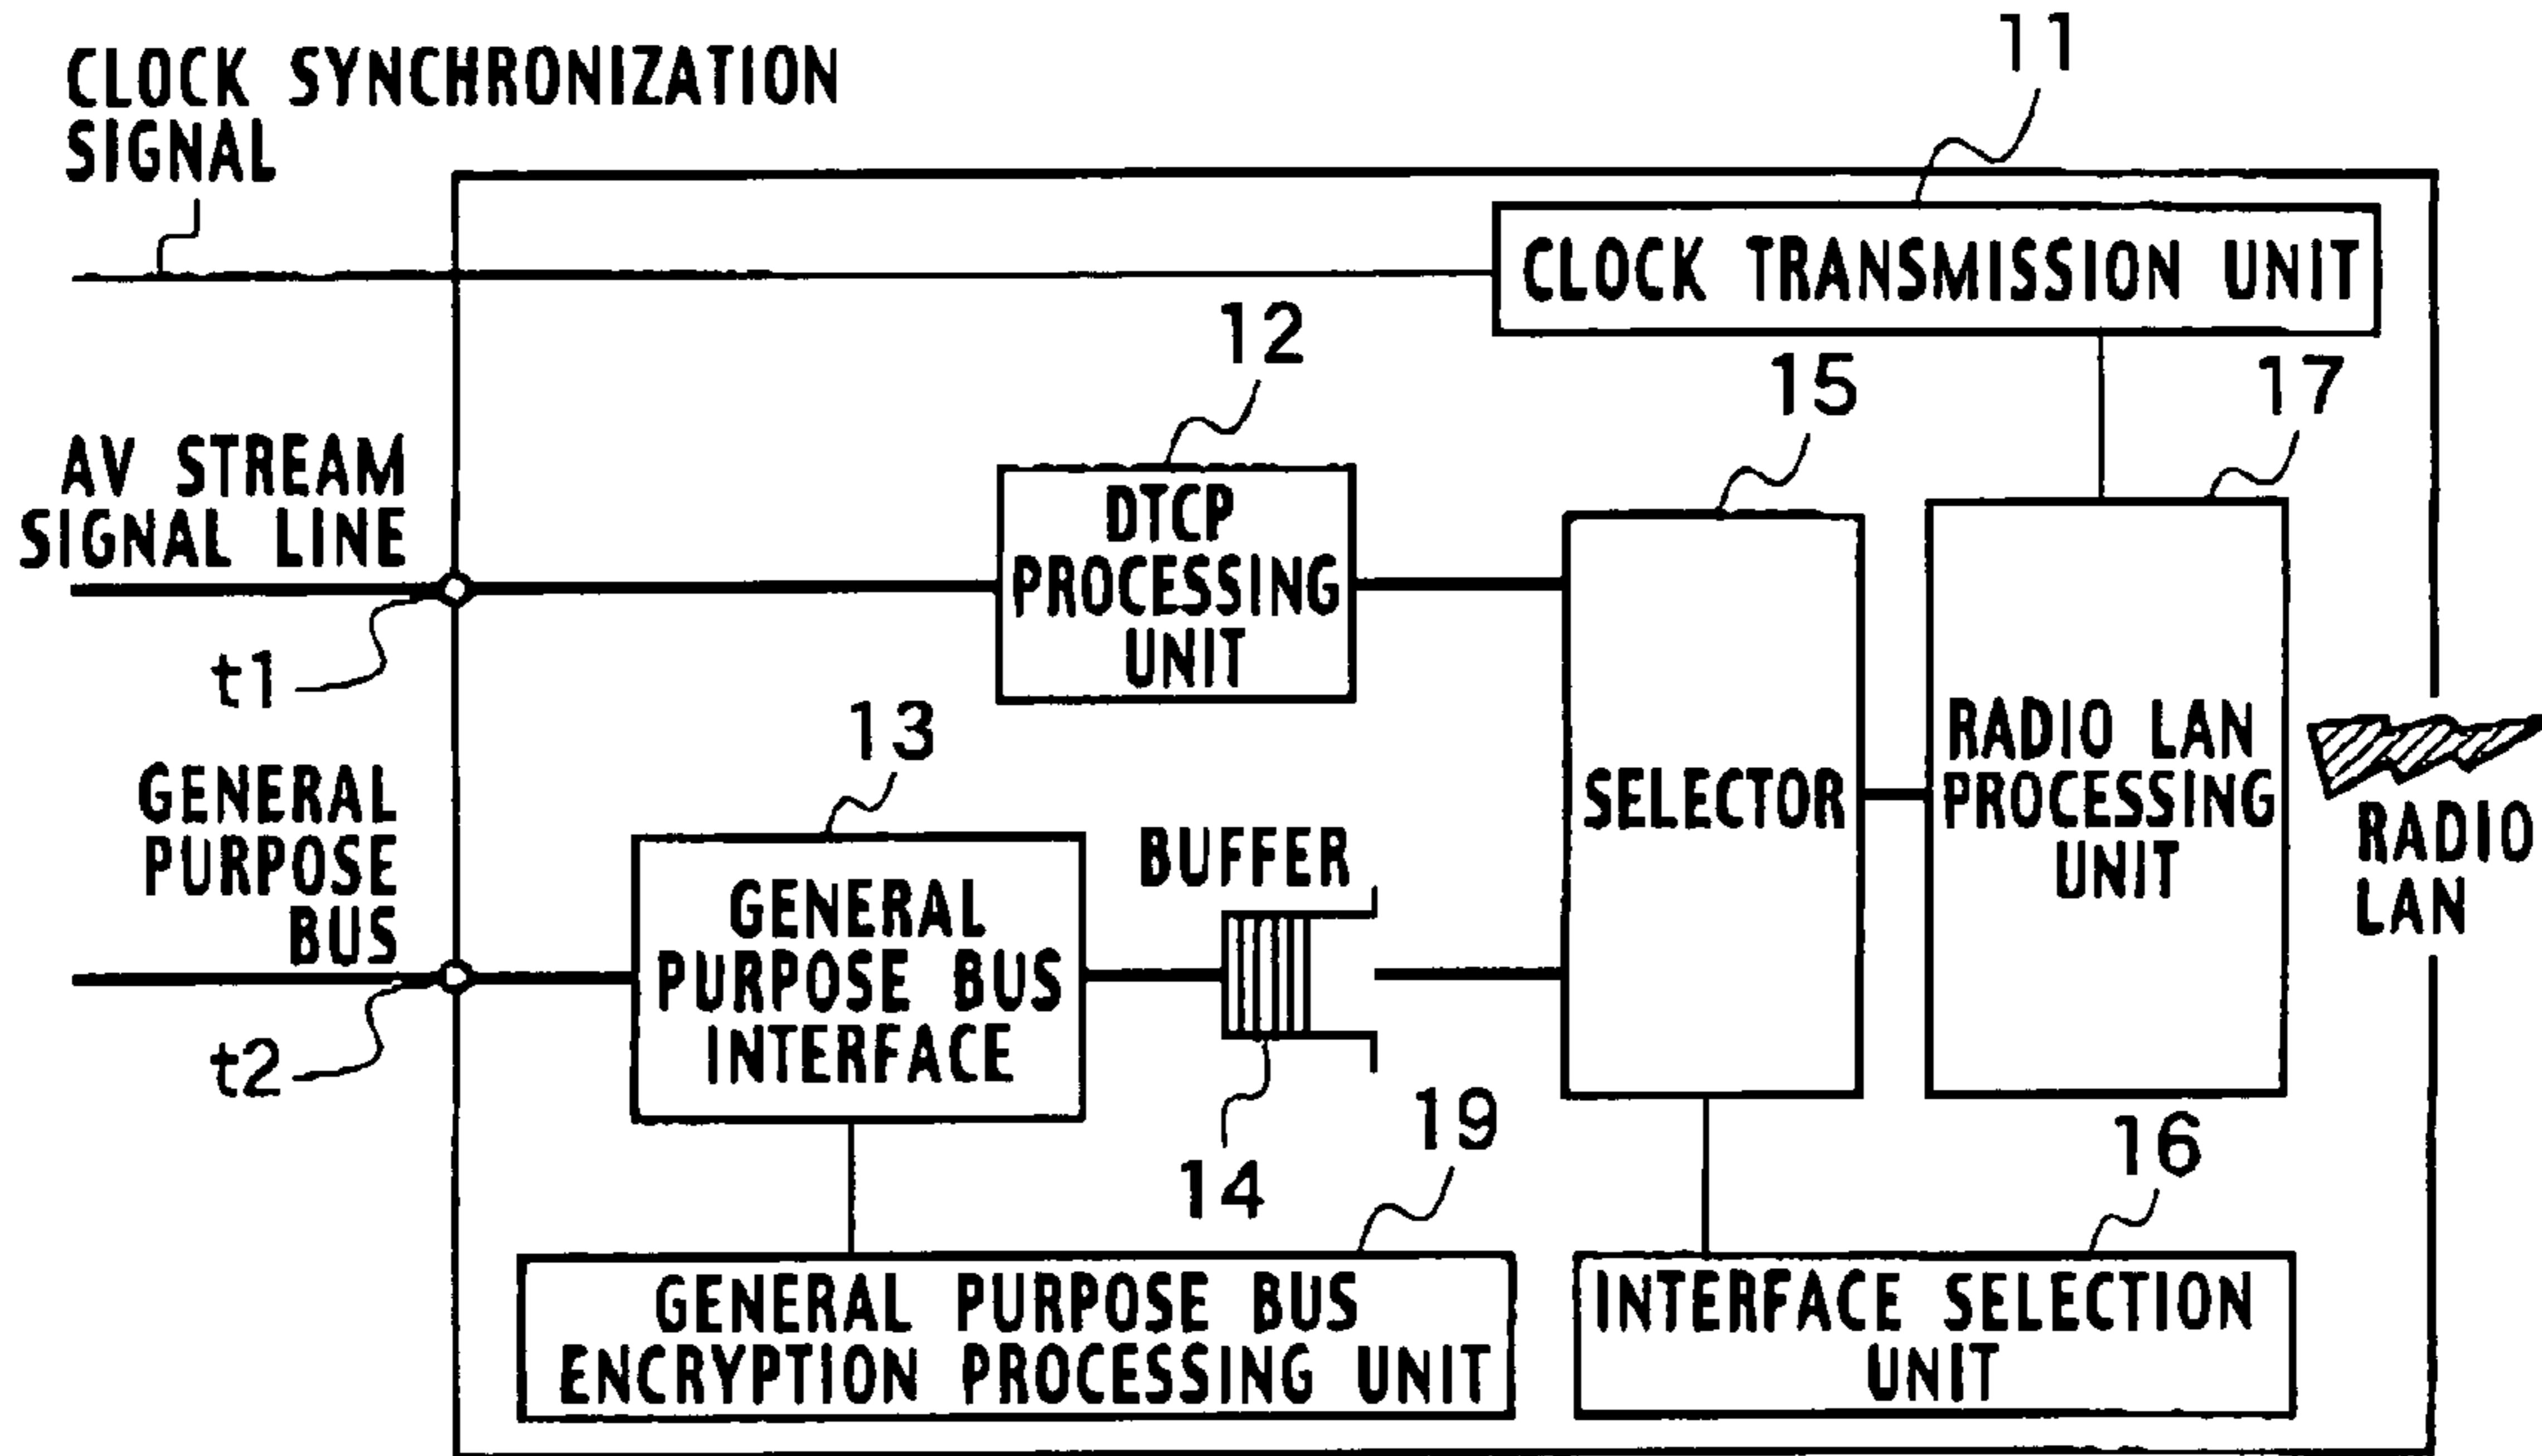 11
CLOCK SYNCHRONIZATION
SIGNAL
CLOCK TRANSMISSION UNIT
12
15
17
AV STREAM
SIGNAL LINE
DTCP
PROCESSING
UNIT
t1
13
RADIO LAN
PROCESSING
UNIT
SELECTOR
RADIO
LAN
GENERAL
PURPOSE
BUS
BUFFER
GENERAL
PURPOSE BUS
INTERFACE
t2
14
19
16
GENERAL PURPOSE BUS
ENCRYPTION PROCESSING UNIT
INTERFACE SELECTION
UNIT